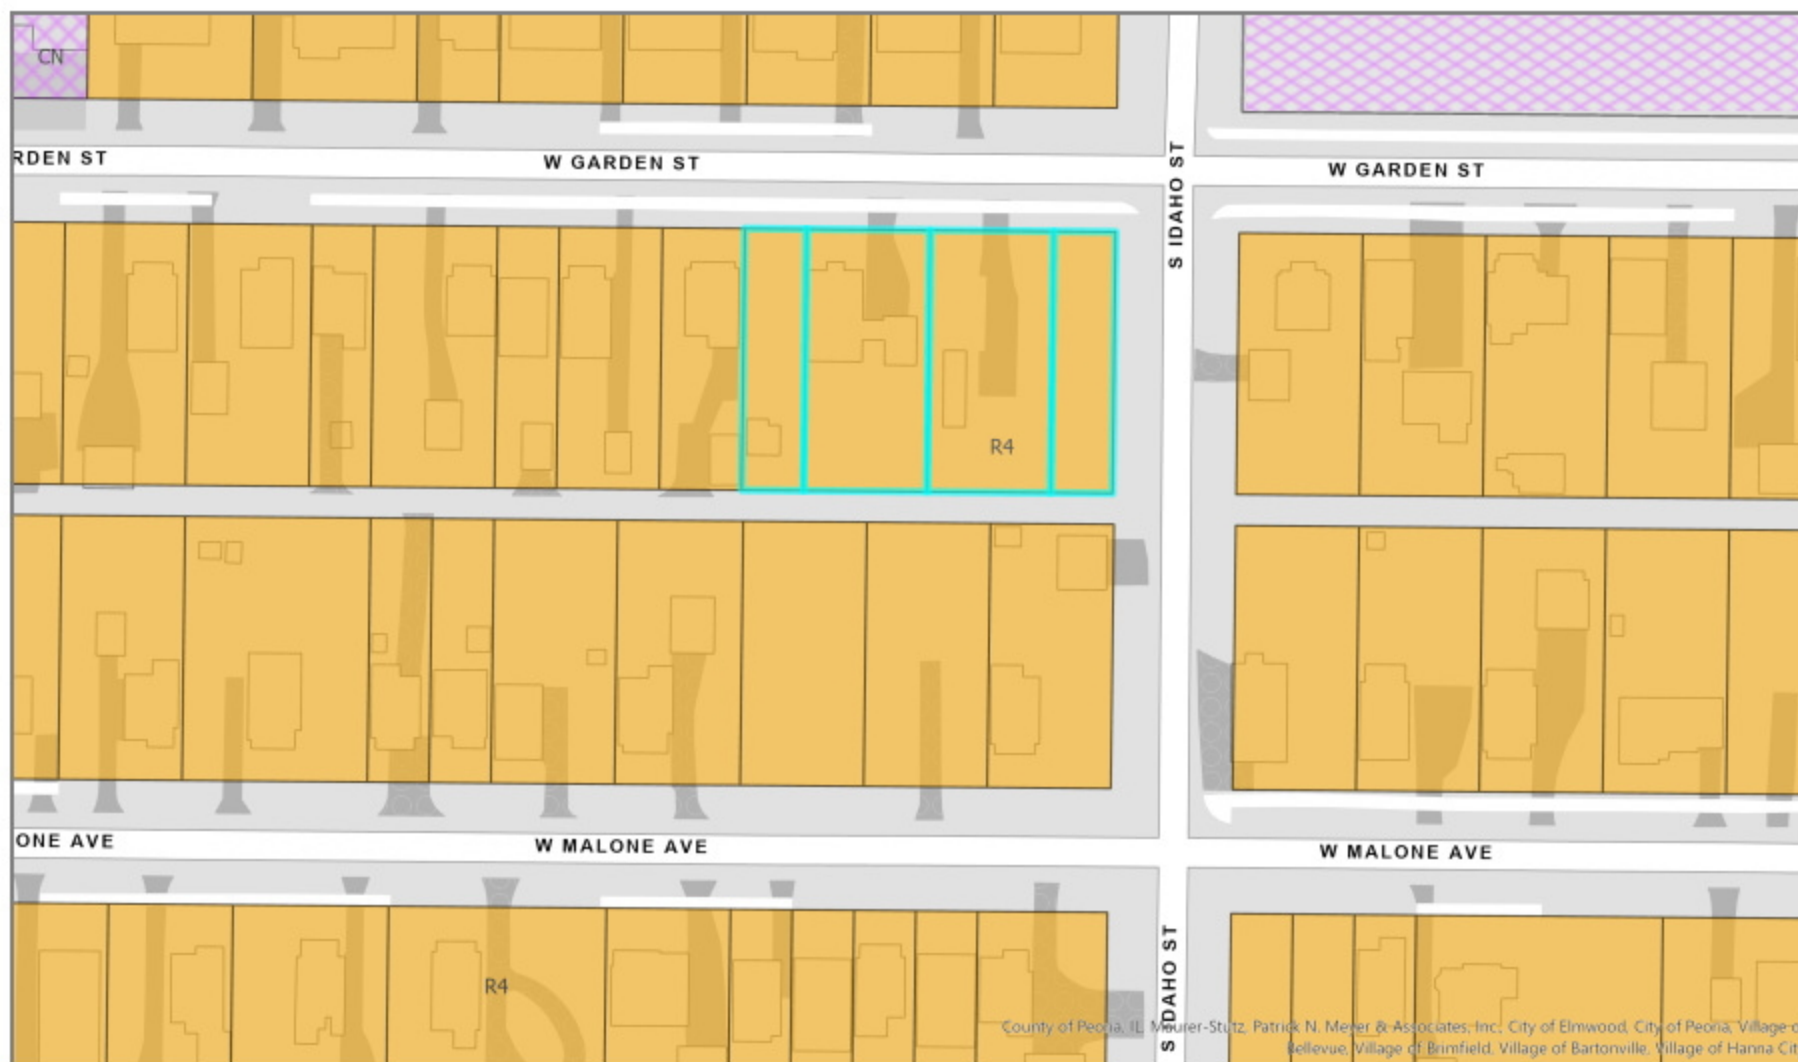 CN
RDEN ST
W GARDEN ST
W GARDEN ST
S IDAHO ST
R4
ONE AVE
W MALONE AVE
W MALONE AVE
S IDAHO ST
R4
County of Peoria, IL, Maurer-Stutz, Patrick N. Meyer & Associates, Inc., City of Elmwood, City of Peoria, Village o
Bellevue, Village of Brimfield, Village of Bartonville, Village of Hanna Cit